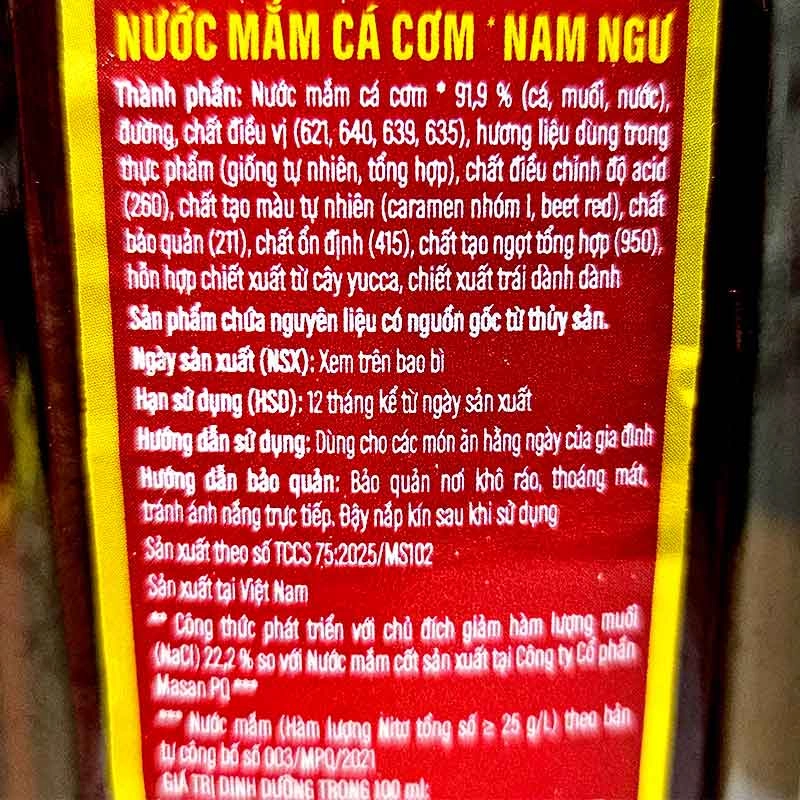 NƯỚC MẮM CÁ CƠM * NAM NGƯ
Thành phần: Nước mắm cá cơm * 91,9 % (cá, muối, nước),
đường, chất điều vị (621, 640, 639, 635), hương liệu dùng trong
thực phẩm (giống tự nhiên, tổng hợp), chất điều chỉnh độ acid
(260), chất tạo màu tự nhiên (caramen nhóm I, beet red), chất
bảo quản (211), chất ổn định (415), chất tạo ngọt tổng hợp (950),
hỗn hợp chiết xuất từ cây yucca, chiết xuất trái dành dành
Sản phẩm chứa nguyên liệu có nguồn gốc từ thủy sản.
Ngày sản xuất (NSX): Xem trên bao bì
Hạn sử dụng (HSD): 12 tháng kể từ ngày sản xuất
Hướng dẫn sử dụng: Dùng cho các món ăn hằng ngày của gia đình
Hướng dẫn bảo quản: Bảo quản nơi khô ráo, thoáng mát,
tránh ánh nắng trực tiếp. Đậy nắp kín sau khi sử dụng
Sản xuất theo số TCCS 75:2025/MS102
Sản xuất tại Việt Nam
** Công thức phát triển với chủ đích giảm hàm lượng muối
(NaCl) 22,2 % so với Nước mắm cốt sản xuất tại Công ty Cổ phần
Masan PQ ***
*** Nước mắm (Hàm lượng Nitơ tổng số ≥ 25 g/L) theo bản
tự công bố số 003/MPQ/2021
GIÁ TRỊ DINH DƯỠNG TRONG 100 ml: